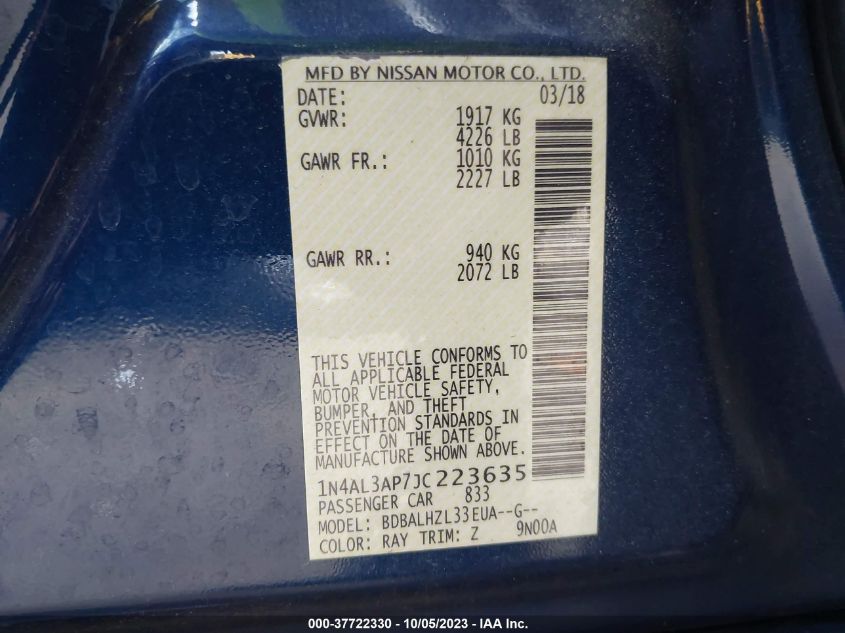 MFD BY NISSAN MOTOR CO., LTD.
DATE: 03/18
GVWR: 1917 KG
4226 LB
GAWR FR.: 1010 KG
2227 LB
GAWR RR.: 940 KG
2072 LB
THIS VEHICLE CONFORMS TO
ALL APPLICABLE FEDERAL
MOTOR VEHICLE SAFETY,
BUMPER, AND THEFT
PREVENTION STANDARDS IN
EFFECT ON THE DATE OF
MANUFACTURE SHOWN ABOVE.
1N4AL3AP7JC223635
PASSENGER CAR 833
MODEL: BDBALHZL33EUA--G--
COLOR: RAY TRIM: Z 9N00A
000-37722330 - 10/05/2023 - IAA Inc.